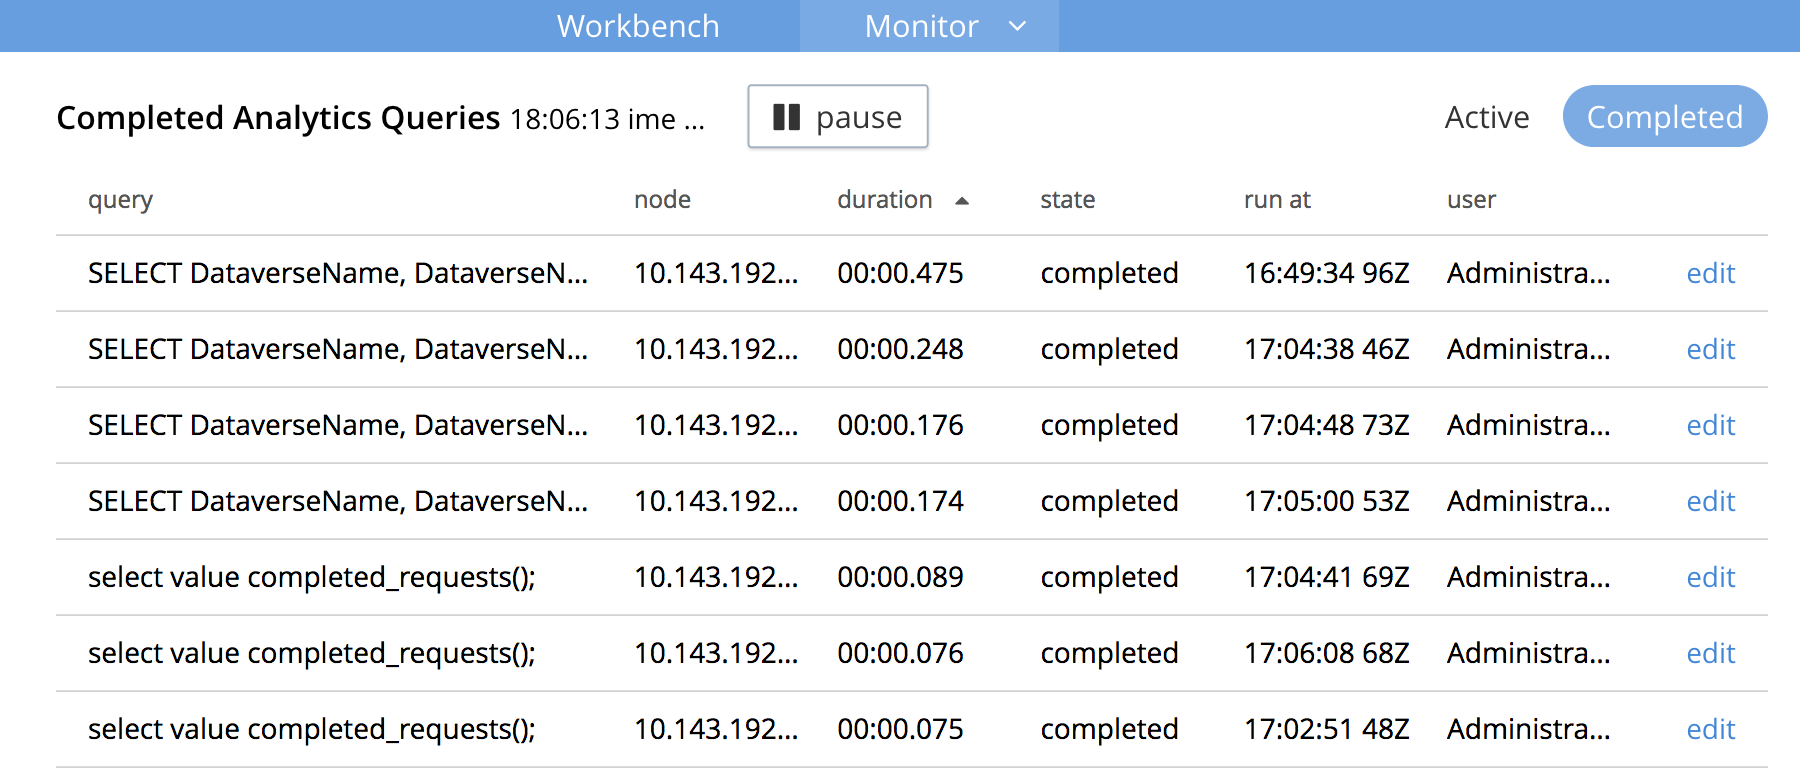 Workbench Monitor
Completed Analytics Queries 18:06:13 ime ... pause Active Completed
query node duration state run at user
SELECT DataverseName, DataverseN... 10.143.192... 00:00.475 completed 16:49:34 96Z Administra... edit
SELECT DataverseName, DataverseN... 10.143.192... 00:00.248 completed 17:04:38 46Z Administra... edit
SELECT DataverseName, DataverseN... 10.143.192... 00:00.176 completed 17:04:48 73Z Administra... edit
SELECT DataverseName, DataverseN... 10.143.192... 00:00.174 completed 17:05:00 53Z Administra... edit
select value completed_requests(); 10.143.192... 00:00.089 completed 17:04:41 69Z Administra... edit
select value completed_requests(); 10.143.192... 00:00.076 completed 17:06:08 68Z Administra... edit
select value completed_requests(); 10.143.192... 00:00.075 completed 17:02:51 48Z Administra... edit